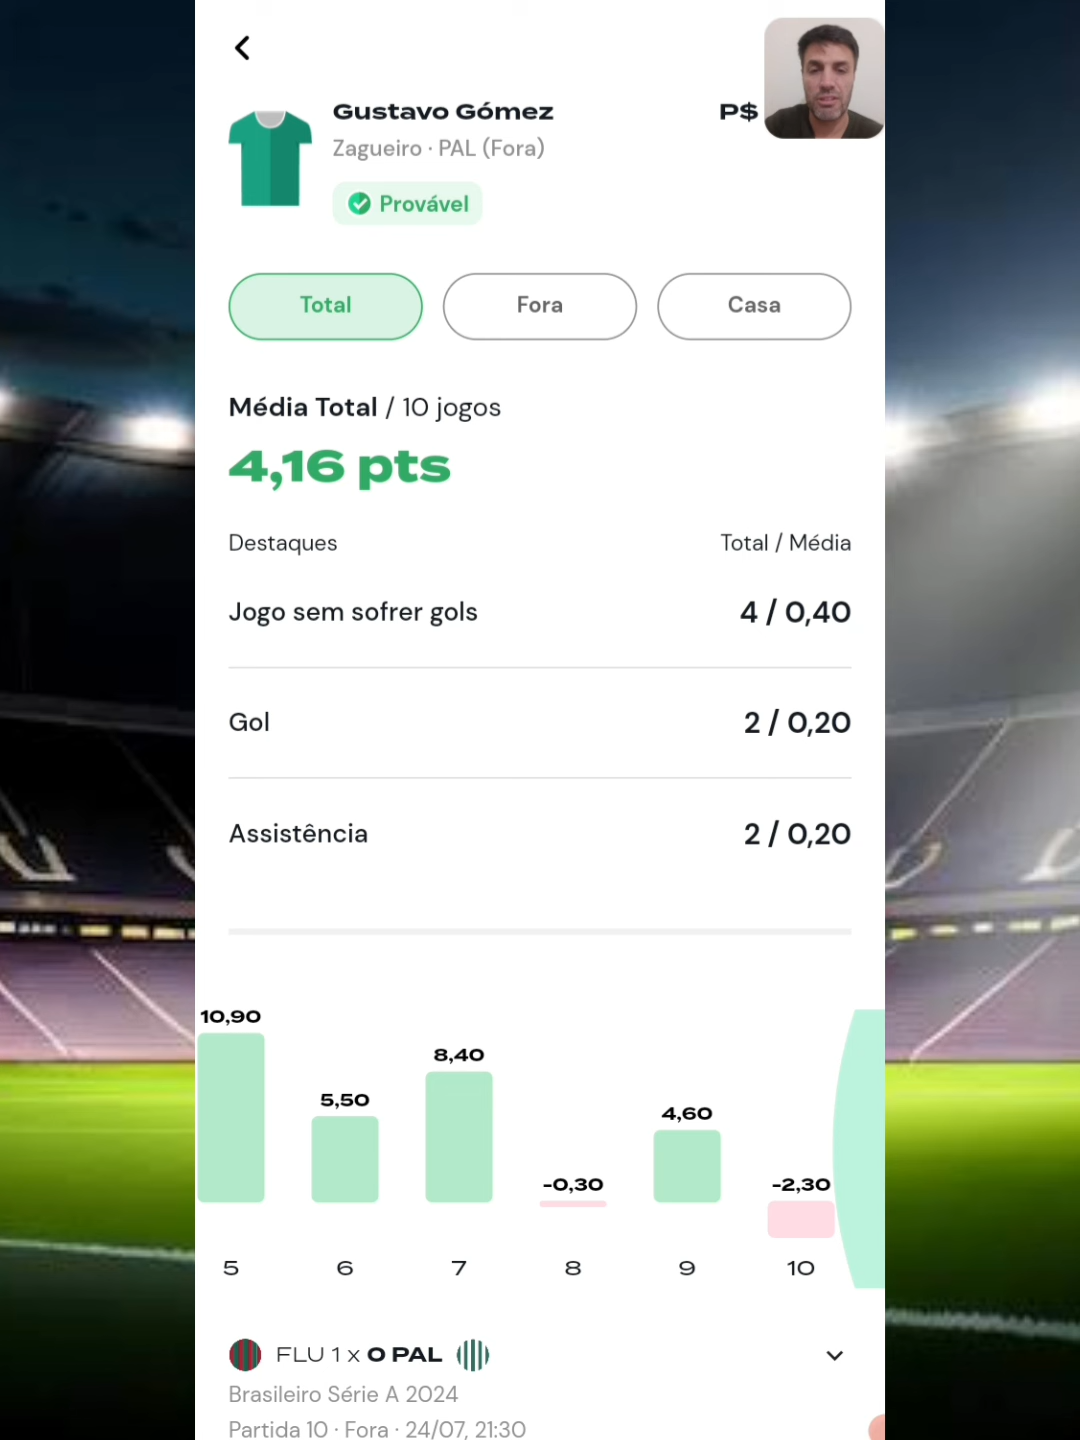 Gustavo Gómez
P$
Zagueiro · PAL (Fora)
Provável
Total
Fora
Casa
Média Total / 10 jogos
4,16 pts
Destaques
Total / Média
Jogo sem sofrer gols
4 / 0,40
Gol
2 / 0,20
Assistência
2 / 0,20
10,90
5,50
8,40
-0,30
4,60
-2,30
5
6
7
8
9
10
FLU 1 x 0 PAL
Brasileiro Série A 2024
Partida 10 · Fora · 24/07, 21:30